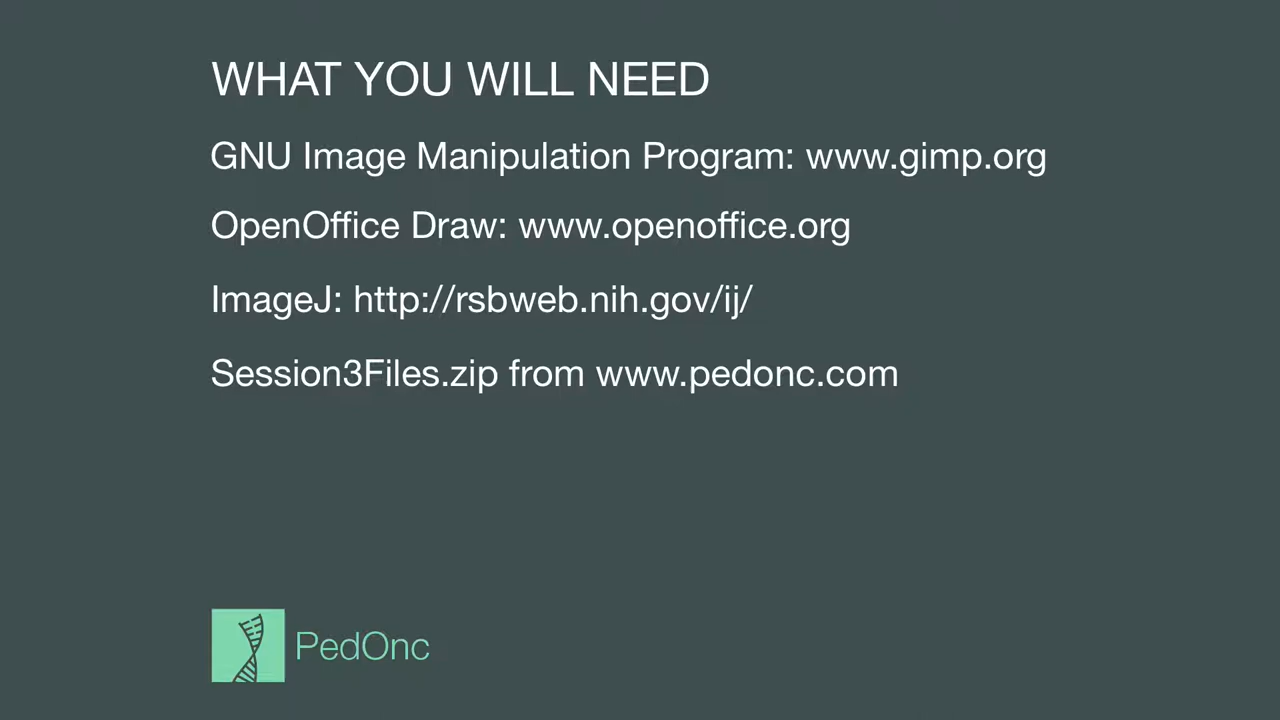 WHAT YOU WILL NEED
GNU Image Manipulation Program: www.gimp.org
OpenOffice Draw: www.openoffice.org
ImageJ: http://rsbweb.nih.gov/ij/
Session3Files.zip from www.pedonc.com
PedOnc